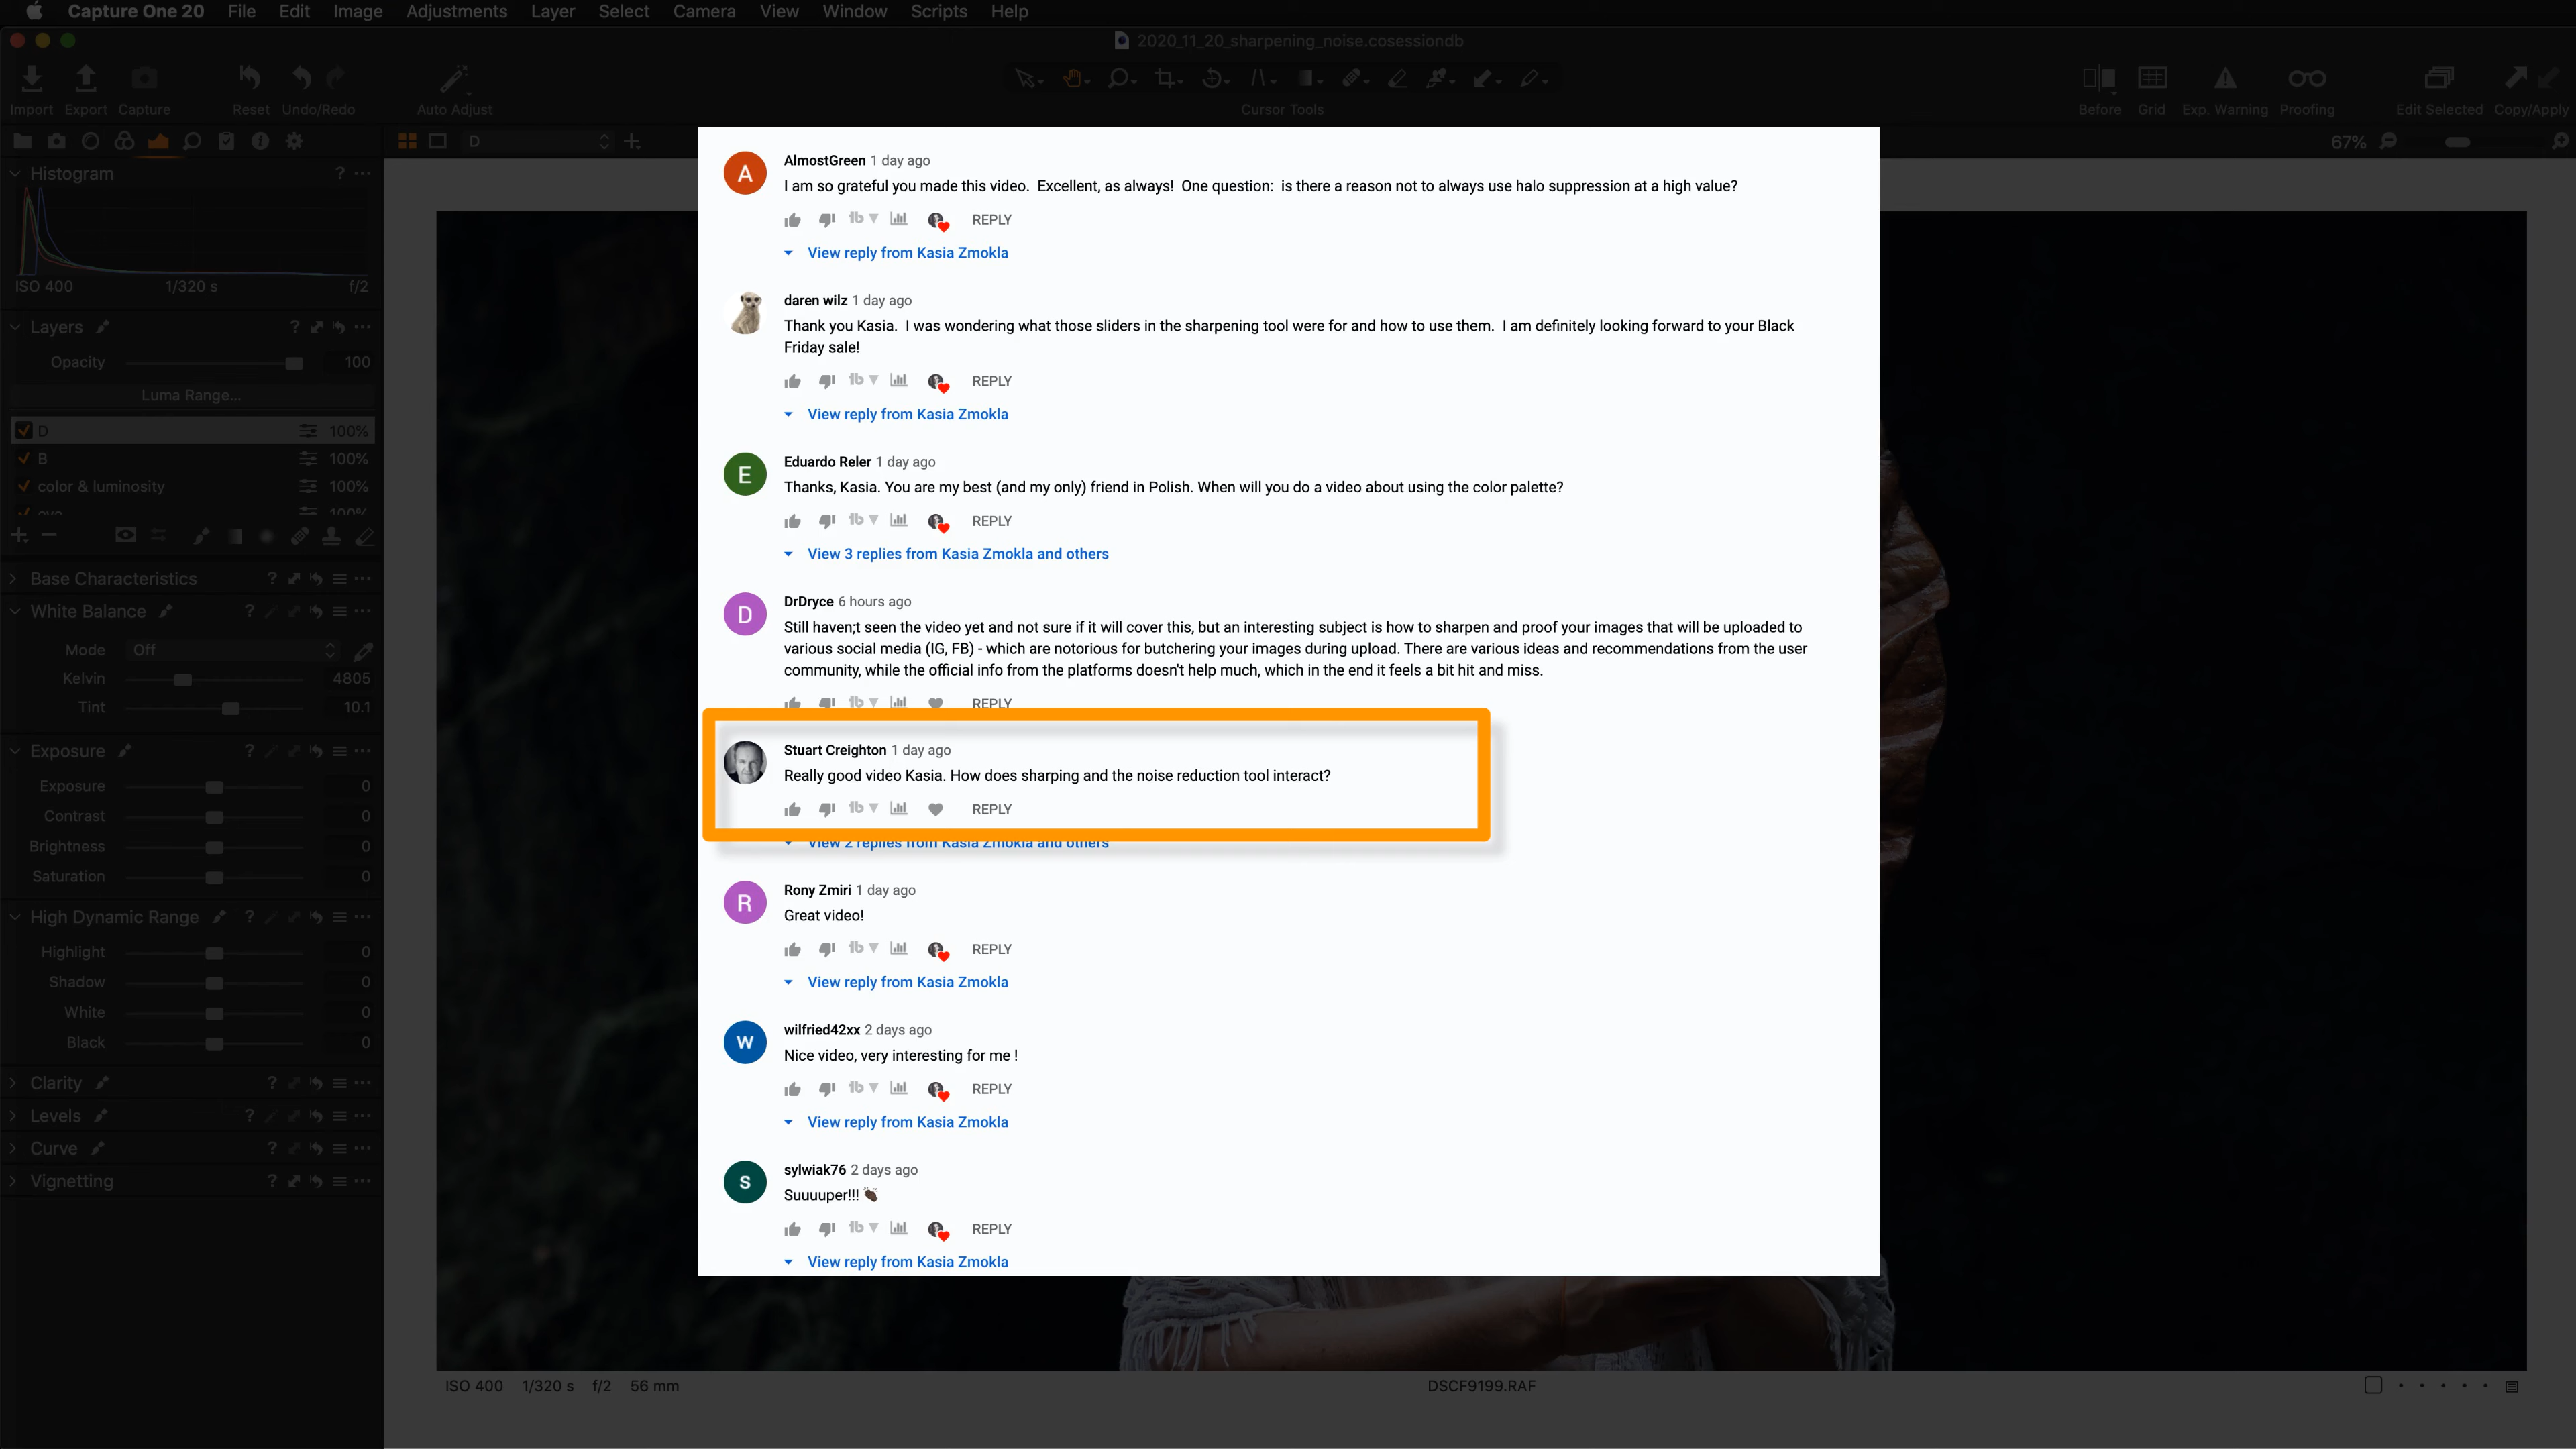 Capture One 20 File Edit Image Adjustments Layer Select Camera View Window Scripts Help
2020_11_20_sharpening_noise.cosessiondb
Import Export Capture Reset Undo/Redo Auto Adjust Cursor Tools Before Grid Exp. Warning Proofing Edit Selected Copy/Apply
D 67%
Histogram ?
ISO 400 1/320 s f/2
Layers ?
Opacity 100
Luma Range...
D 100%
B 100%
color & luminosity 100%
100%
Base Characteristics ?
White Balance ?
Mode Off
Kelvin 4805
Tint 10.1
Exposure ?
Exposure 0
Contrast 0
Brightness 0
Saturation 0
High Dynamic Range ?
Highlight 0
Shadow 0
White 0
Black 0
Clarity ?
Levels ?
Curve ?
Vignetting ?
A
AlmostGreen 1 day ago
I am so grateful you made this video. Excellent, as always! One question: is there a reason not to always use halo suppression at a high value?
REPLY
View reply from Kasia Zmokla
daren wilz 1 day ago
Thank you Kasia. I was wondering what those sliders in the sharpening tool were for and how to use them. I am definitely looking forward to your Black
Friday sale!
REPLY
View reply from Kasia Zmokla
E
Eduardo Reler 1 day ago
Thanks, Kasia. You are my best (and my only) friend in Polish. When will you do a video about using the color palette?
REPLY
View 3 replies from Kasia Zmokla and others
D
DrDryce 6 hours ago
Still haven;t seen the video yet and not sure if it will cover this, but an interesting subject is how to sharpen and proof your images that will be uploaded to
various social media (IG, FB) - which are notorious for butchering your images during upload. There are various ideas and recommendations from the user
community, while the official info from the platforms doesn't help much, which in the end it feels a bit hit and miss.
REPLY
Stuart Creighton 1 day ago
Really good video Kasia. How does sharping and the noise reduction tool interact?
REPLY
View 2 replies from Kasia Zmokla and others
R
Rony Zmiri 1 day ago
Great video!
REPLY
View reply from Kasia Zmokla
W
wilfried42xx 2 days ago
Nice video, very interesting for me !
REPLY
View reply from Kasia Zmokla
S
sylwiak76 2 days ago
Suuuuper!!! 👏🏿
REPLY
View reply from Kasia Zmokla
ISO 400 1/320 s f/2 56 mm DSCF9199.RAF